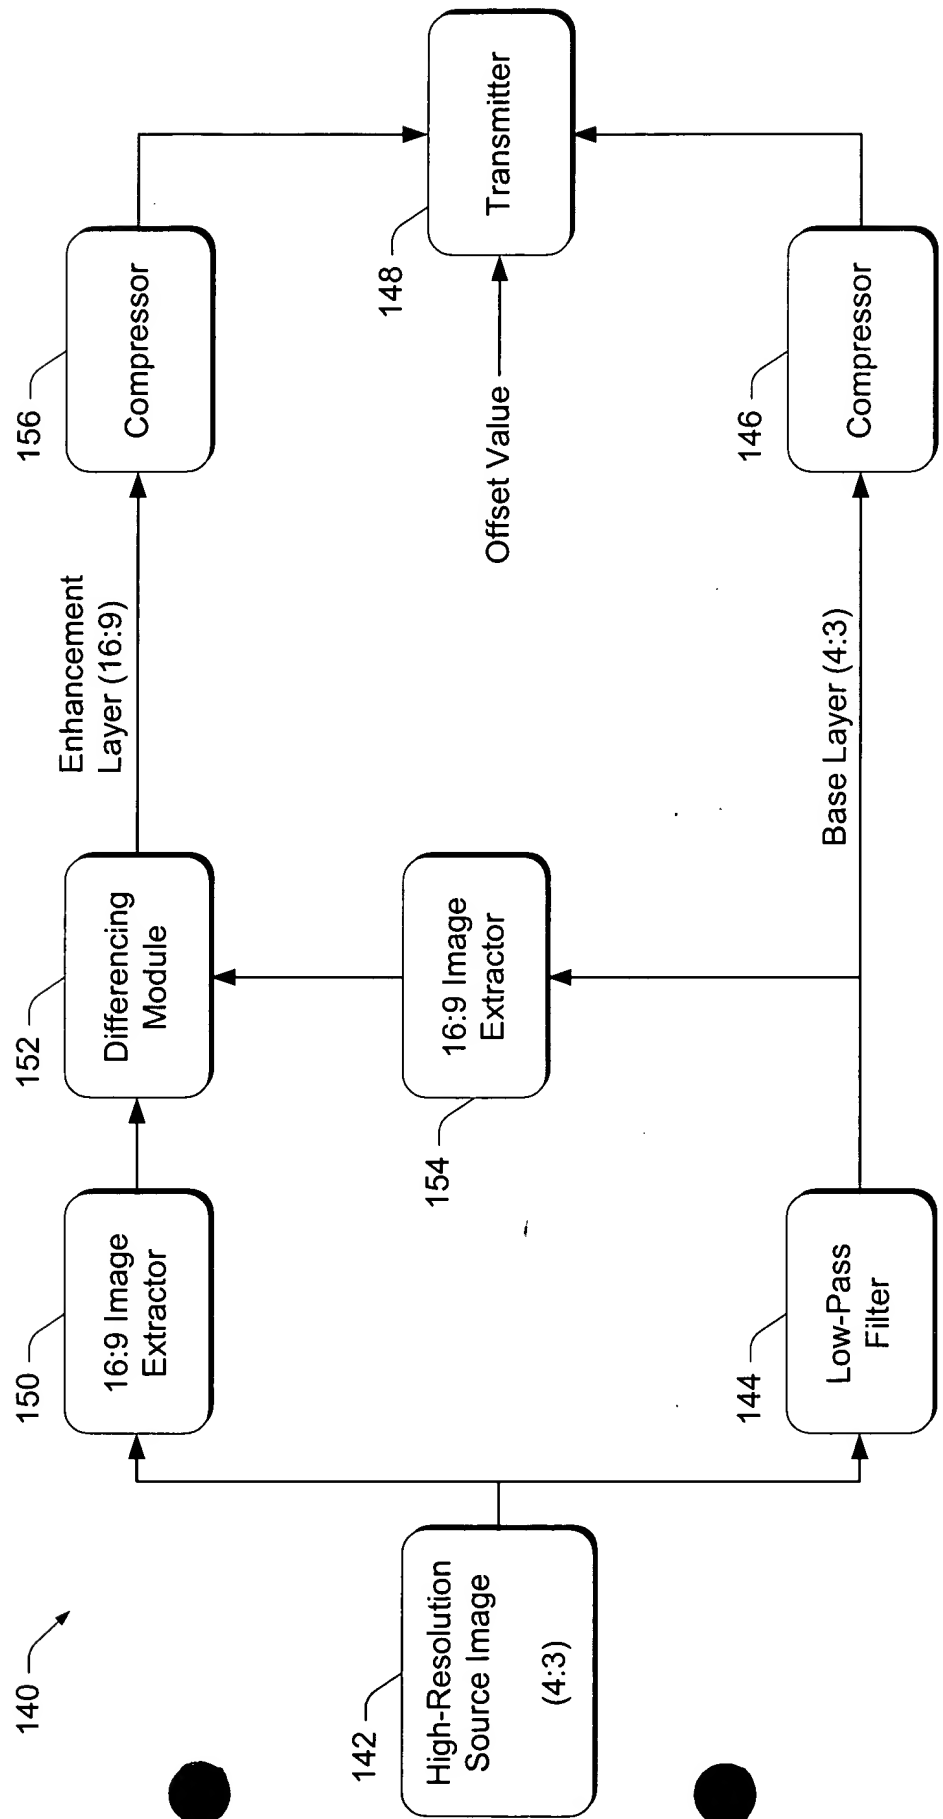 140
142
High-Resolution
Source Image
(4:3)
150
16:9 Image
Extractor
152
Differencing
Module
Enhancement
Layer (16:9)
156
Compressor
154
16:9 Image
Extractor
Offset Value
148
Transmitter
144
Low-Pass
Filter
Base Layer (4:3)
146
Compressor